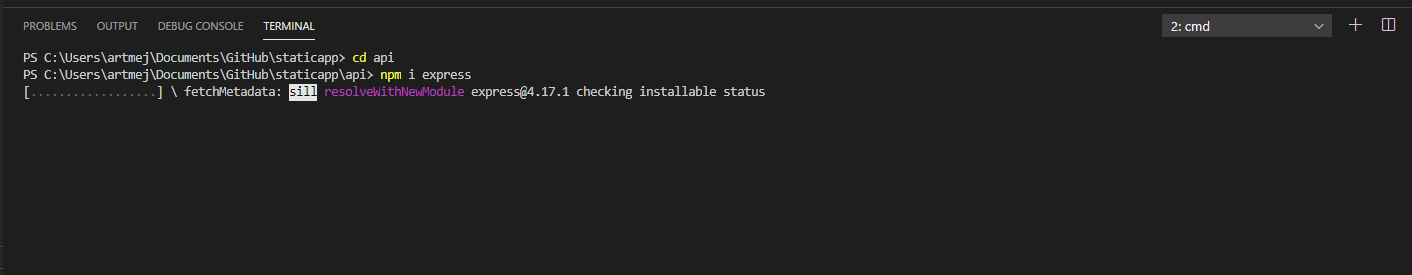 PROBLEMS OUTPUT DEBUG CONSOLE TERMINAL 2: cmd
PS C:\Users\artmej\Documents\GitHub\staticapp> cd api
PS C:\Users\artmej\Documents\GitHub\staticapp\api> npm i express
[..................] \ fetchMetadata: sill resolveWithNewModule express@4.17.1 checking installable status